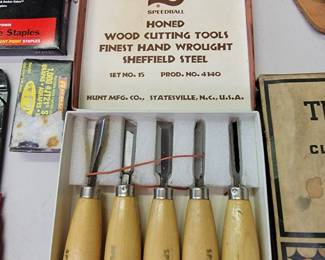 SPEEDBALL
HONED
WOOD CUTTING TOOLS
FINEST HAND WROUGHT
SHEFFIELD STEEL
SET NO. 15 PROD. NO. 4140
HUNT MFG. CO., STATESVILLE, N.C., U.S.A.
Staples
T
CL